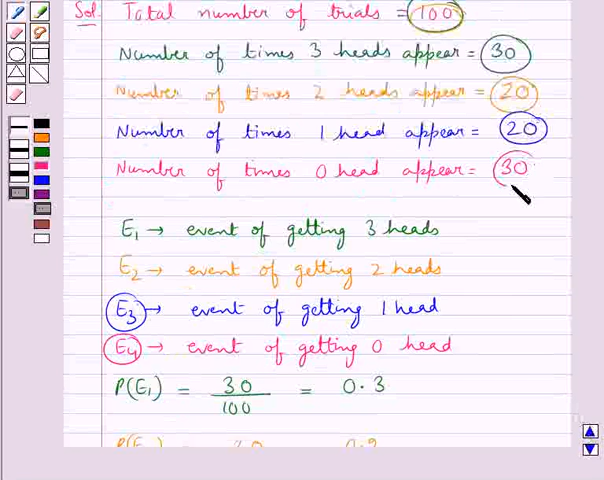 Sol. Total number of trials = 100
Number of times 3 heads appear = 30
Number of times 2 heads appear = 20
Number of times 1 head appear = 20
Number of times 0 head appear = 30
E1 → event of getting 3 heads
E2 → event of getting 2 heads
E3 → event of getting 1 head
E4 → event of getting 0 head
P(E1) = 30/100 = 0.3